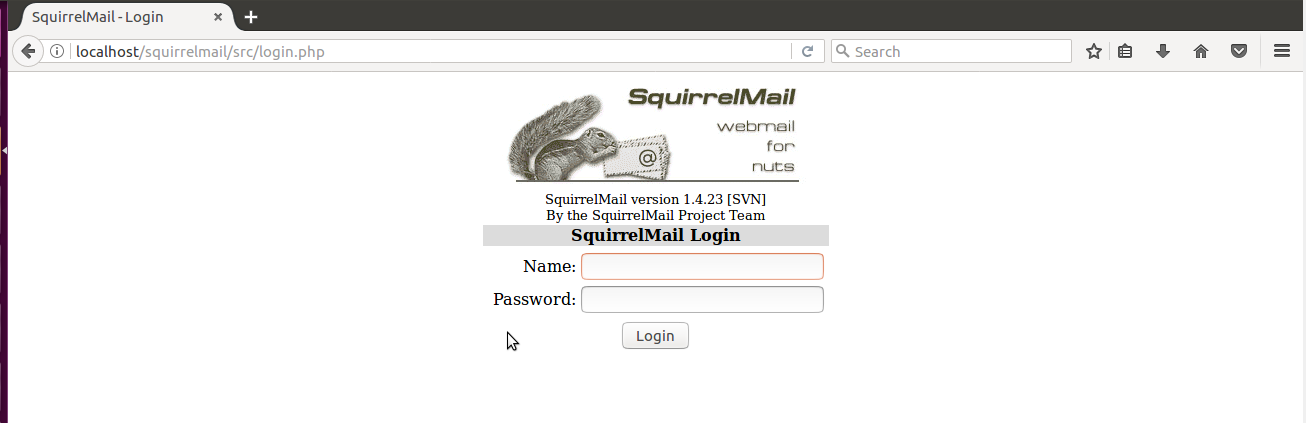 SquirrelMail - Login
localhost/squirrelmail/src/login.php
Search
SquirrelMail
webmail
for
nuts
@
SquirrelMail version 1.4.23 [SVN]
By the SquirrelMail Project Team
SquirrelMail Login
Name:
Password:
Login